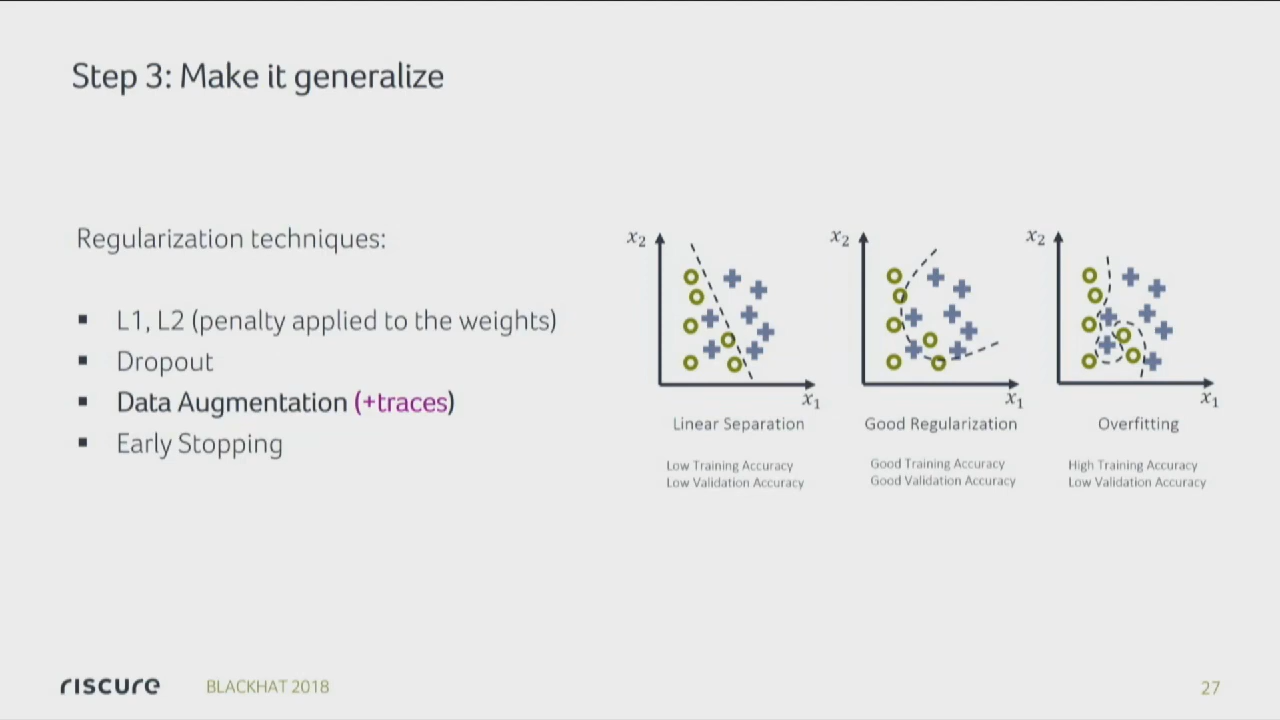 Step 3: Make it generalize
Regularization techniques:
▪ L1, L2 (penalty applied to the weights)
▪ Dropout
▪ Data Augmentation (+traces)
▪ Early Stopping
x₂
x₁
Linear Separation
Low Training Accuracy
Low Validation Accuracy
x₂
x₁
Good Regularization
Good Training Accuracy
Good Validation Accuracy
x₂
x₁
Overfitting
High Training Accuracy
Low Validation Accuracy
riscure
BLACKHAT 2018
27